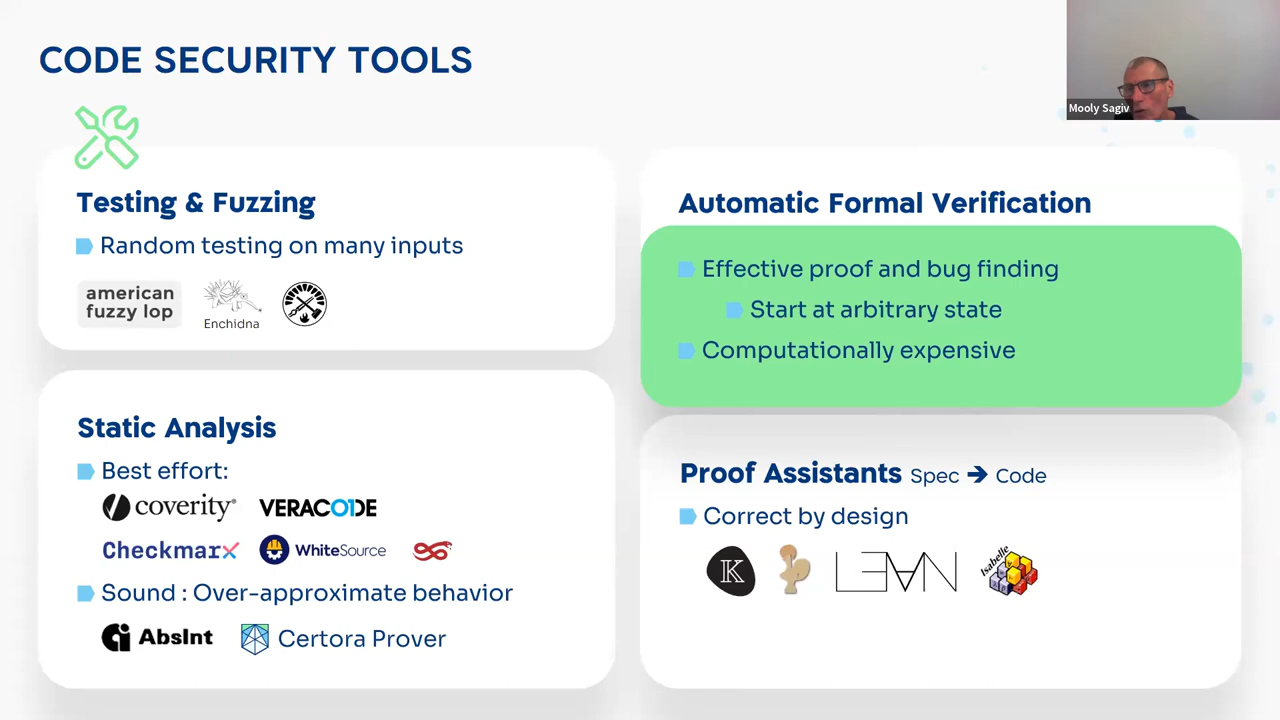 CODE SECURITY TOOLS
Mooly Sagiv
Testing & Fuzzing
Random testing on many inputs
american
fuzzy lop
Enchidna
Automatic Formal Verification
Effective proof and bug finding
Start at arbitrary state
Computationally expensive
Static Analysis
Best effort:
coverity®
VERACODE
Checkmarx
WhiteSource
Sound : Over-approximate behavior
AbsInt
Certora Prover
Proof Assistants Spec ➔ Code
Correct by design
K
LEAN
Isabelle